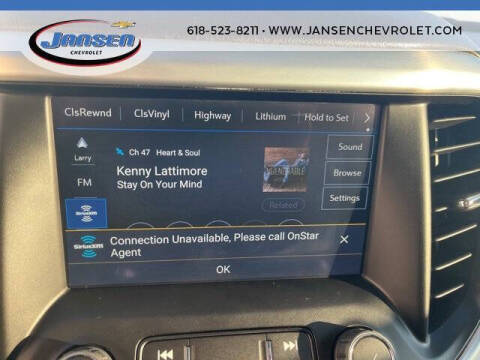 JANSEN
CHEVROLET
618-523-8211 • WWW.JANSENCHEVROLET.COM
ClsRewnd ClsVinyl Highway Lithium Hold to Set
Larry
Ch 47 Heart & Soul
Sound
Kenny Lattimore
Browse
FM
Stay On Your Mind
Related
Settings
SiriusXM
SiriusXM
Connection Unavailable, Please call OnStar
Agent
OK